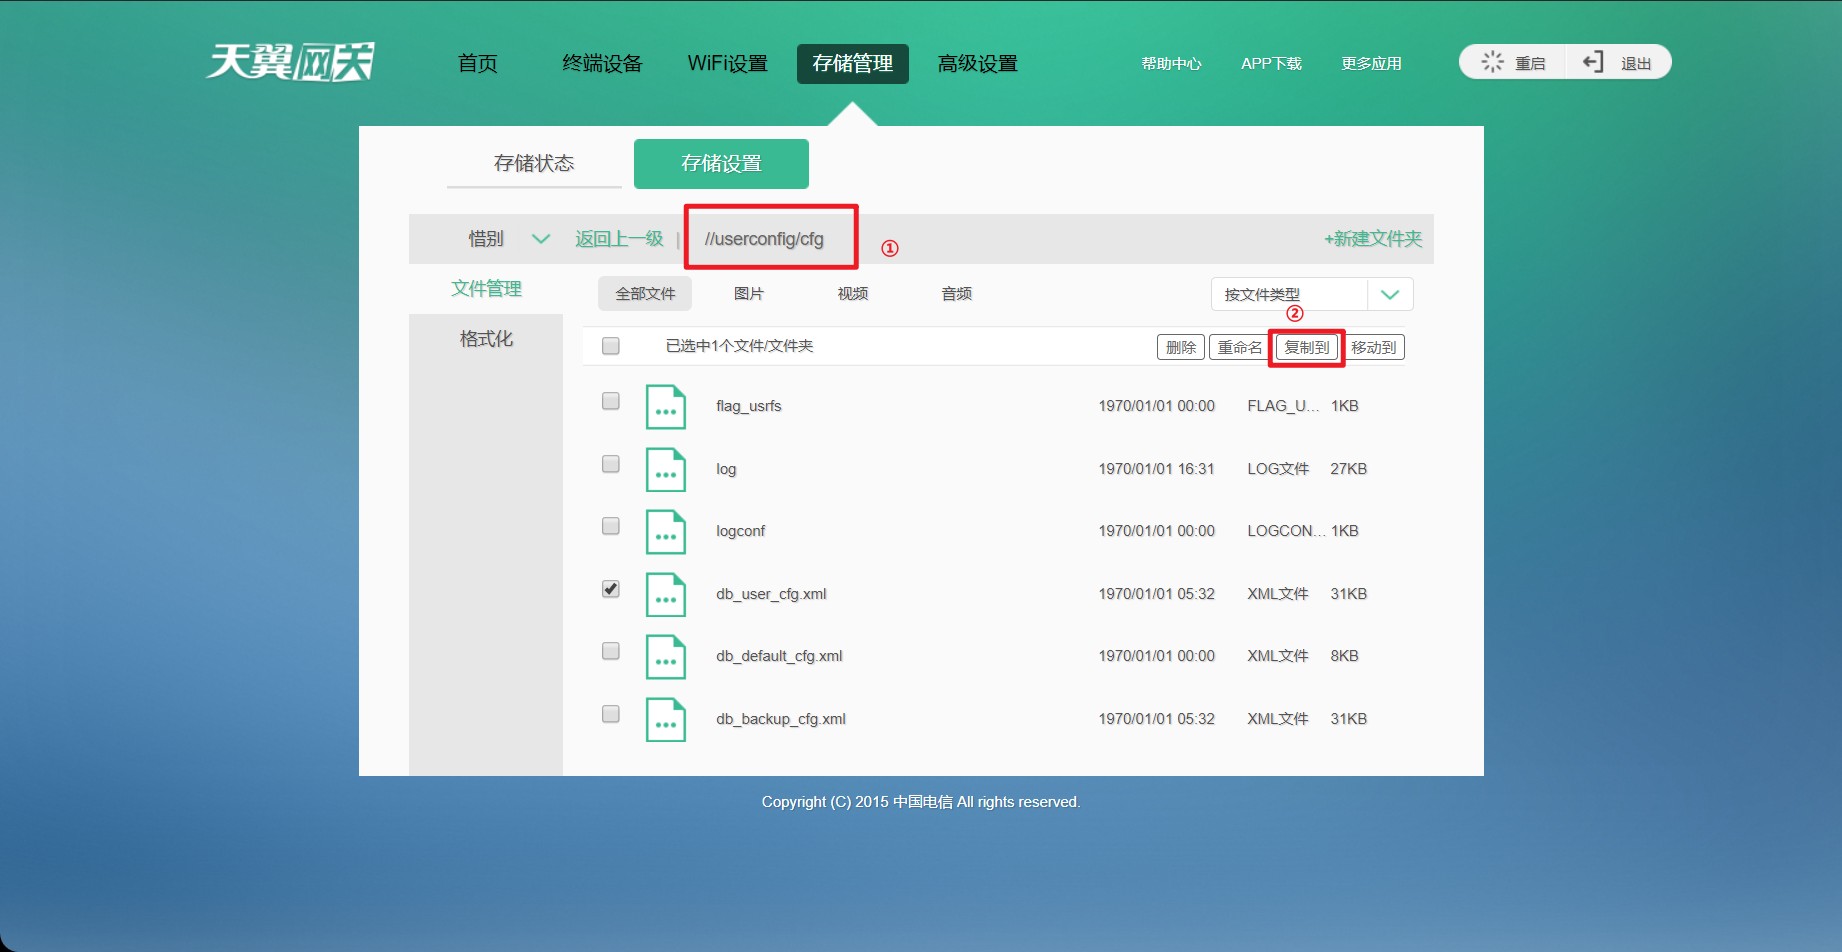 天翼网关 首页 终端设备 WiFi设置 存储管理 高级设置 帮助中心 APP下载 更多应用 重启 退出
存储状态 存储设置
惜别 返回上一级 | //userconfig/cfg ① +新建文件夹
文件管理 全部文件 图片 视频 音频 按文件类型
②
格式化 已选中1个文件/文件夹 删除 重命名 复制到 移动到
flag_usrfs 1970/01/01 00:00 FLAG_U... 1KB
log 1970/01/01 16:31 LOG文件 27KB
logconf 1970/01/01 00:00 LOGCON... 1KB
db_user_cfg.xml 1970/01/01 05:32 XML文件 31KB
db_default_cfg.xml 1970/01/01 00:00 XML文件 8KB
db_backup_cfg.xml 1970/01/01 05:32 XML文件 31KB
Copyright (C) 2015 中国电信 All rights reserved.